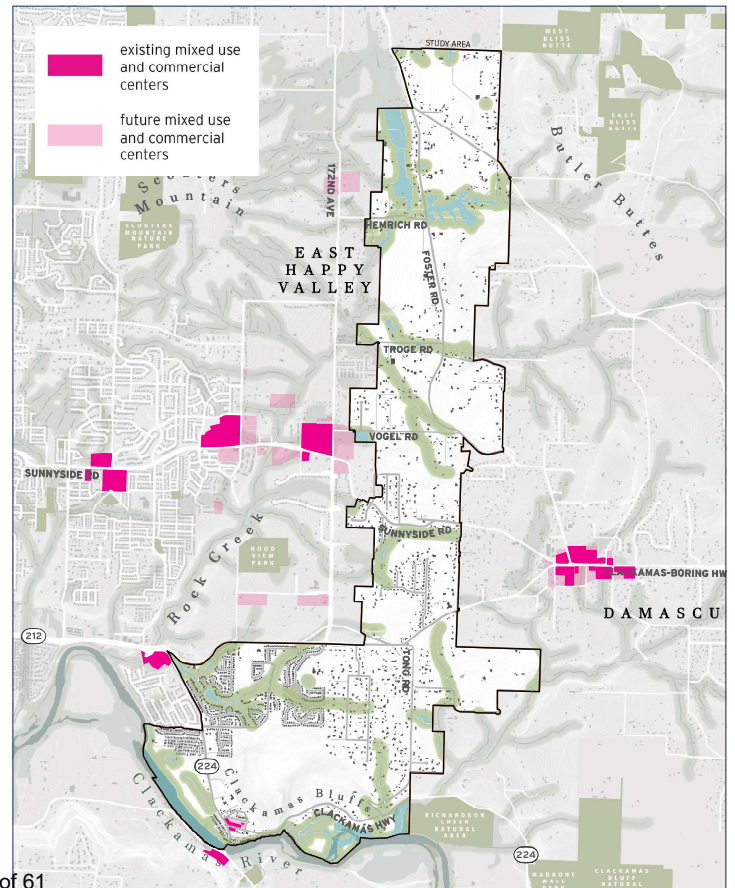 existing mixed use
and commercial
centers
future mixed use
and commercial
centers
STUDY AREA
WEST
BLISS
BUTTE
EAST
BLISS
BUTTE
Butler Buttes
172ND AVE
Scouters
Mountain
SCOUTERS
MOUNTAIN
NATURE
PARK
HEMRICH RD
EAST
HAPPY
VALLEY
FOSTER RD
TROGE RD
VOGEL RD
SUNNYSIDE RD
SUNNYSIDE RD
Rock Creek
HOOD
VIEW
PARK
CLACKAMAS-BORING HW
DAMASCU
212
TONG RD
224
Clackamas Bluffs
CLACKAMAS HWY
Clackamas River
RICHARDSON
CREEK
NATURAL
AREA
224
MADRONE
WALL
PARK
CLACKAMAS
BLUFF
NATURAL
of 61